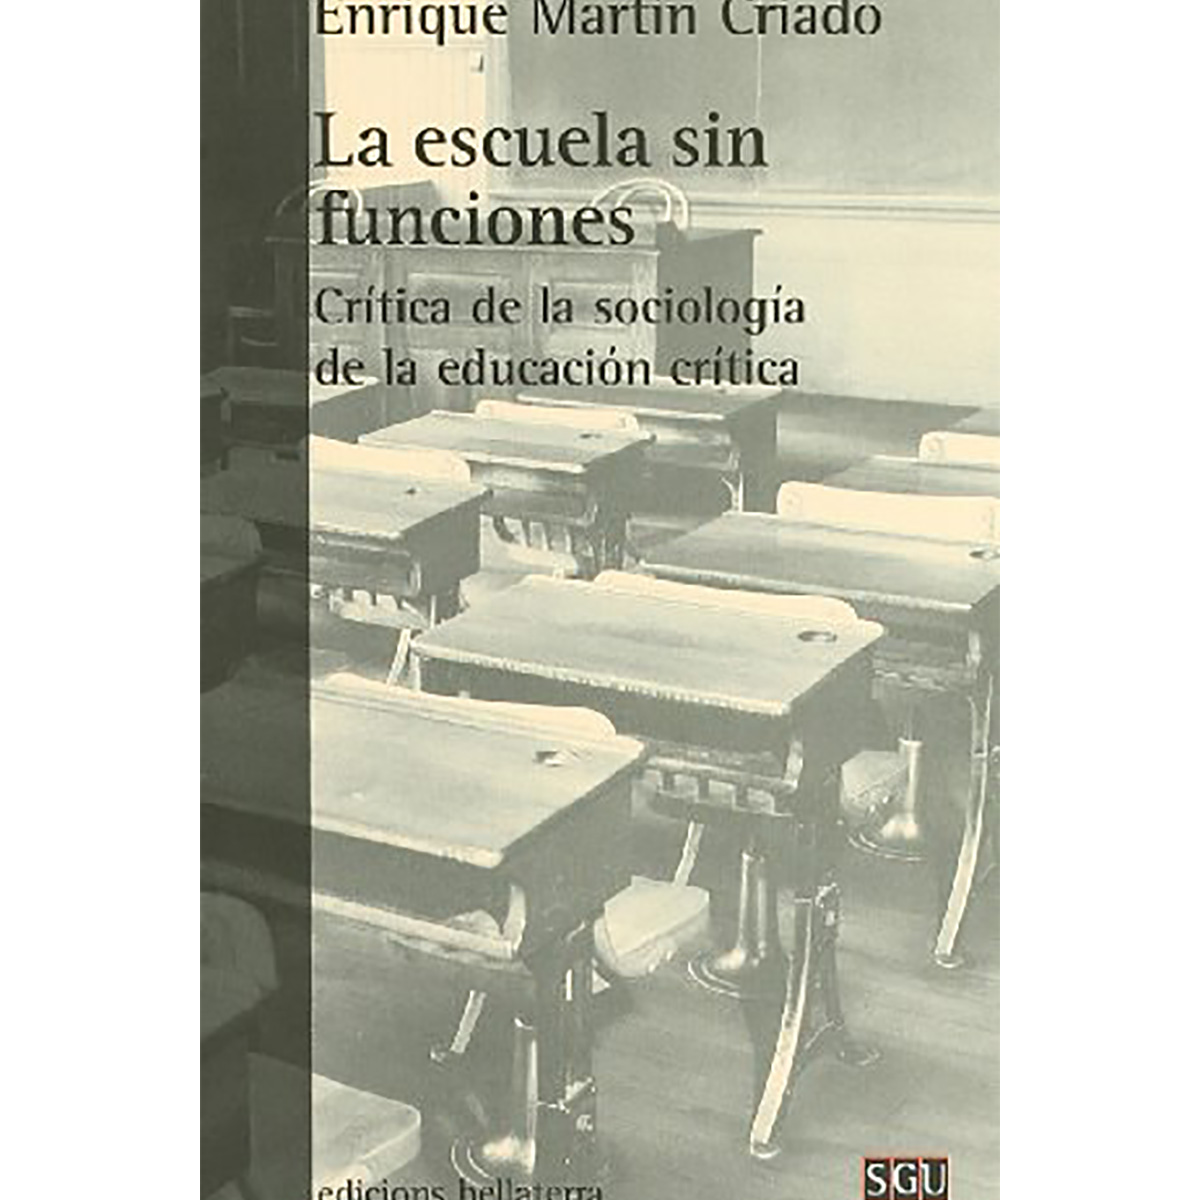 Enrique Martín Criado
La escuela sin
funciones
Crítica de la sociología
de la educación crítica
edicions bellaterra
SGU